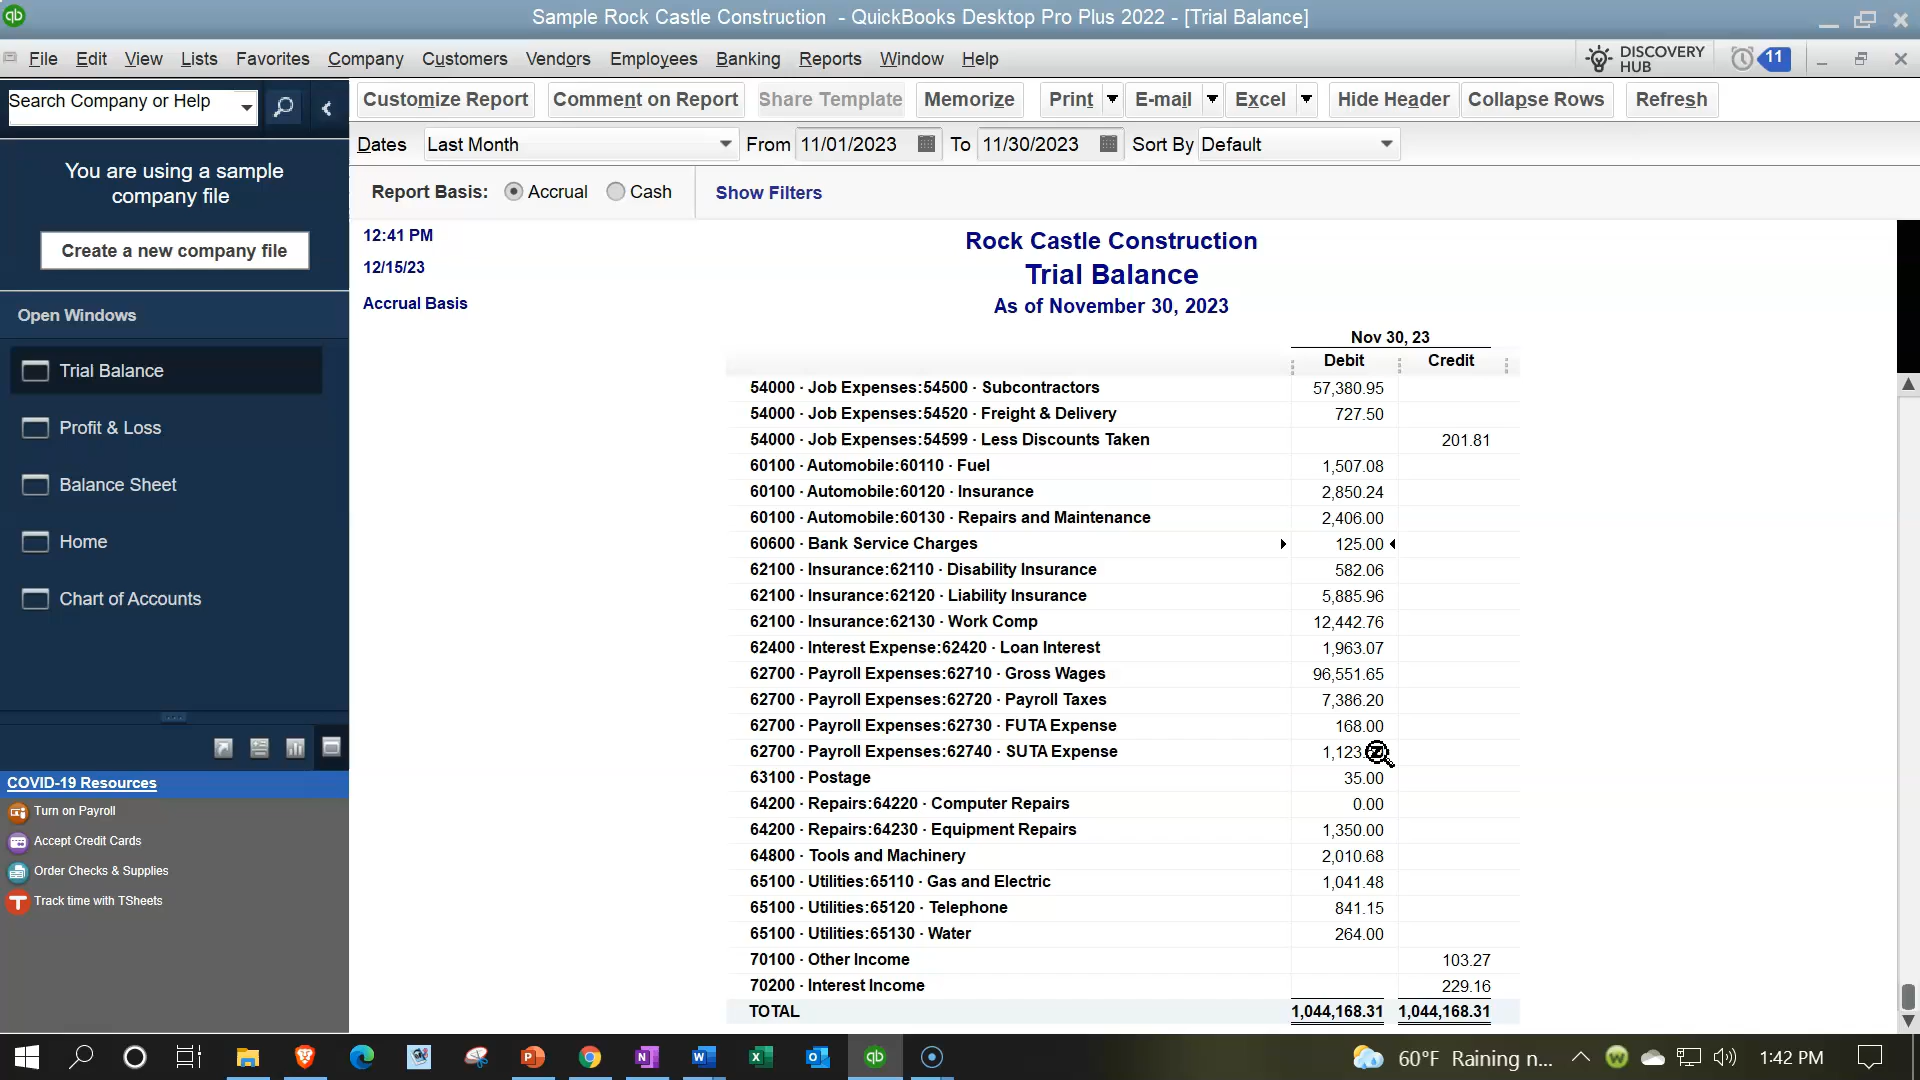 qb Sample Rock Castle Construction - QuickBooks Desktop Pro Plus 2022 - [Trial Balance]
File Edit View Lists Favorites Company Customers Vendors Employees Banking Reports Window Help DISCOVERY HUB 11
Search Company or Help
Customize Report Comment on Report Share Template Memorize Print E-mail Excel Hide Header Collapse Rows Refresh
Dates Last Month From 11/01/2023 To 11/30/2023 Sort By Default
Report Basis: Accrual Cash Show Filters
You are using a sample
company file
Create a new company file
Open Windows
Trial Balance
Profit & Loss
Balance Sheet
Home
Chart of Accounts
COVID-19 Resources
Turn on Payroll
Accept Credit Cards
Order Checks & Supplies
Track time with TSheets
12:41 PM
12/15/23
Accrual Basis
Rock Castle Construction
Trial Balance
As of November 30, 2023
Nov 30, 23
Debit Credit
54000 · Job Expenses:54500 · Subcontractors 57,380.95
54000 · Job Expenses:54520 · Freight & Delivery 727.50
54000 · Job Expenses:54599 · Less Discounts Taken 201.81
60100 · Automobile:60110 · Fuel 1,507.08
60100 · Automobile:60120 · Insurance 2,850.24
60100 · Automobile:60130 · Repairs and Maintenance 2,406.00
60600 · Bank Service Charges 125.00
62100 · Insurance:62110 · Disability Insurance 582.06
62100 · Insurance:62120 · Liability Insurance 5,885.96
62100 · Insurance:62130 · Work Comp 12,442.76
62400 · Interest Expense:62420 · Loan Interest 1,963.07
62700 · Payroll Expenses:62710 · Gross Wages 96,551.65
62700 · Payroll Expenses:62720 · Payroll Taxes 7,386.20
62700 · Payroll Expenses:62730 · FUTA Expense 168.00
62700 · Payroll Expenses:62740 · SUTA Expense
63100 · Postage 35.00
64200 · Repairs:64220 · Computer Repairs 0.00
64200 · Repairs:64230 · Equipment Repairs 1,350.00
64800 · Tools and Machinery 2,010.68
65100 · Utilities:65110 · Gas and Electric 1,041.48
65100 · Utilities:65120 · Telephone 841.15
65100 · Utilities:65130 · Water 264.00
70100 · Other Income 103.27
70200 · Interest Income 229.16
TOTAL 1,044,168.31 1,044,168.31
60°F Raining n... 1:42 PM